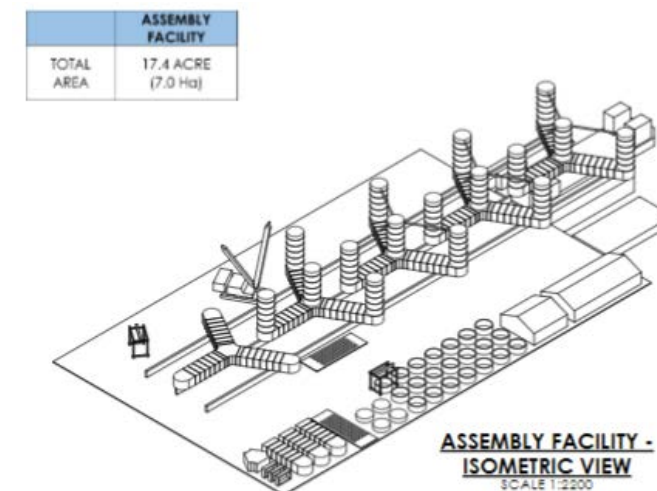 ASSEMBLY
FACILITY
TOTAL
AREA
17.4 ACRE
(7.0 Ha)
ASSEMBLY FACILITY -
ISOMETRIC VIEW
SCALE 1:2200